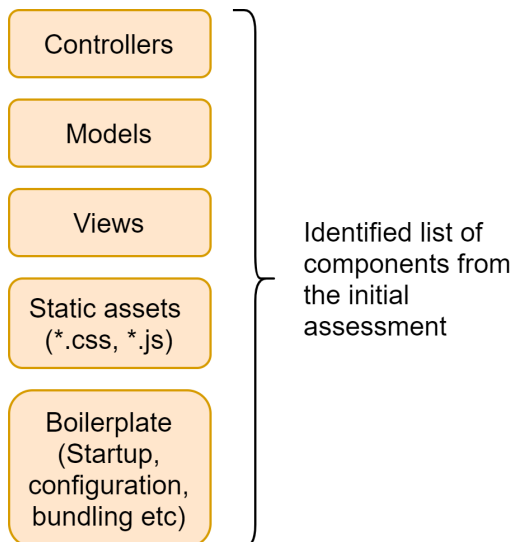 Controllers
Models
Views
Static assets
(*.css, *.js)
Boilerplate
(Startup,
configuration,
bundling etc)
Identified list of
components from
the initial
assessment